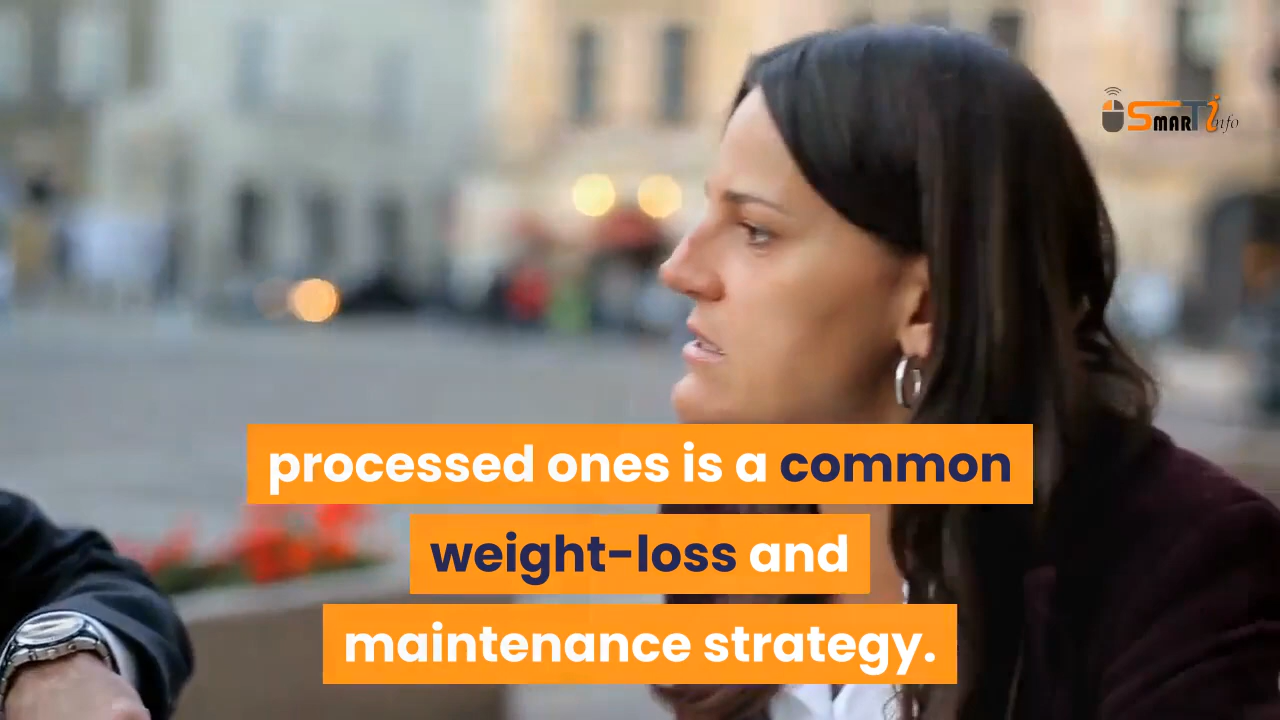 SMARTinfo
processed ones is a common
weight-loss and
maintenance strategy.